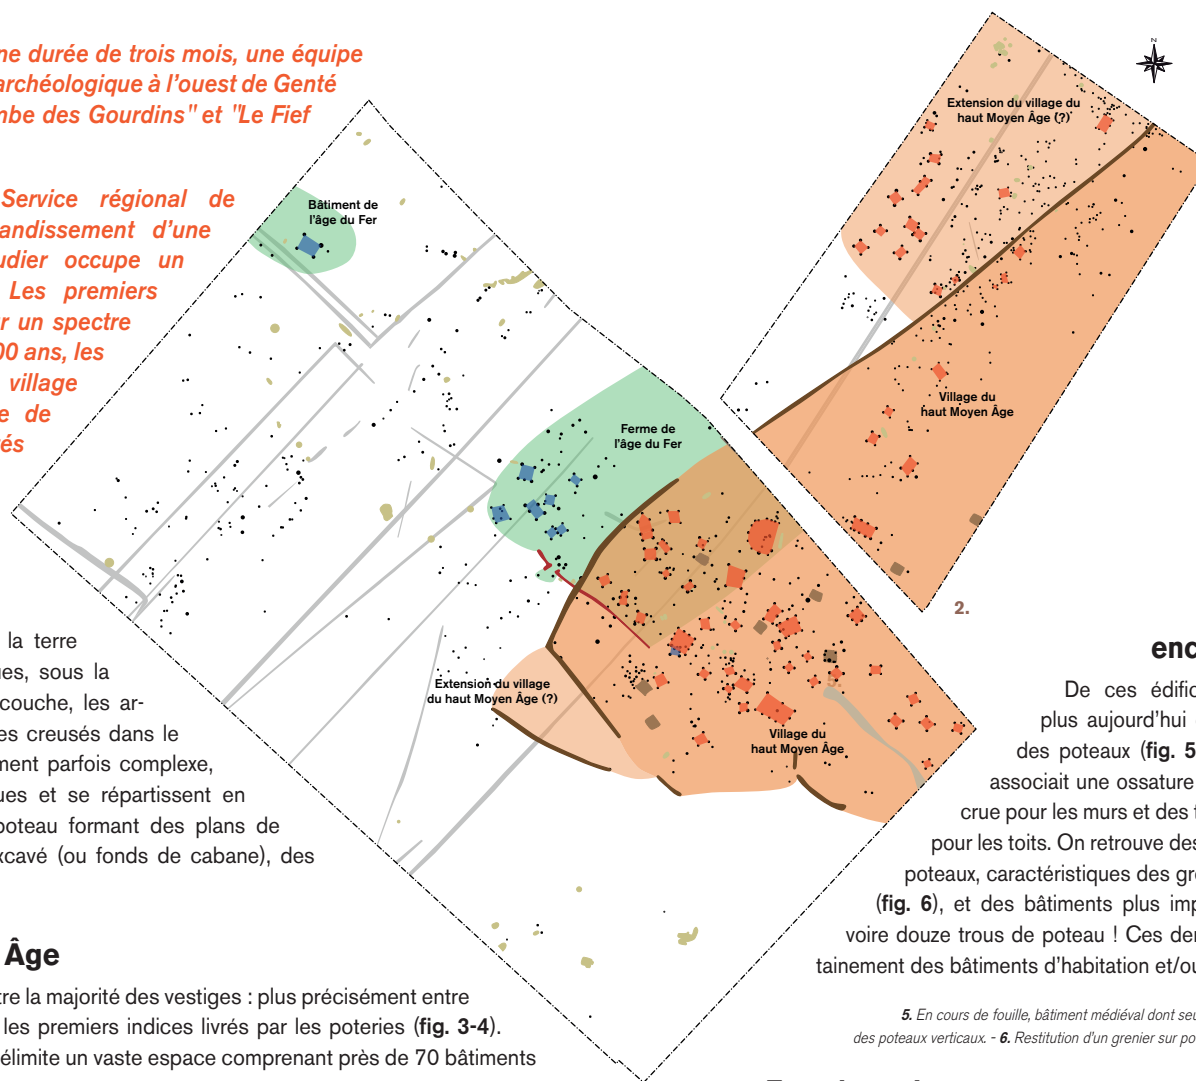 ne durée de trois mois, une équipe
archéologique à l'ouest de Genté
nbe des Gourdins" et "Le Fief
Service régional de
andissement d'une
udier occupe un
Les premiers
r un spectre
00 ans, les
village
e de
és
la terre
ues, sous la
couche, les ar-
es creusés dans le
ment parfois complexe,
ues et se répartissent en
poteau formant des plans de
xcavé (ou fonds de cabane), des
Âge
tre la majorité des vestiges : plus précisément entre
les premiers indices livrés par les poteries (fig. 3-4).
élimite un vaste espace comprenant près de 70 bâtiments
Bâtiment de
l'âge du Fer
Ferme de
l'âge du Fer
Extension du village
du haut Moyen Âge (?)
Village du
haut Moyen Âge
Extension du village du
haut Moyen Âge (?)
Village du
haut Moyen Âge
N
2.
enc
De ces édific
plus aujourd'hui
des poteaux (fig. 5
associait une ossature
crue pour les murs et des t
pour les toits. On retrouve des
poteaux, caractéristiques des gre
(fig. 6), et des bâtiments plus imp
voire douze trous de poteau ! Ces der
tainement des bâtiments d'habitation et/ou
5. En cours de fouille, bâtiment médiéval dont seu
des poteaux verticaux. - 6. Restitution d'un grenier sur po